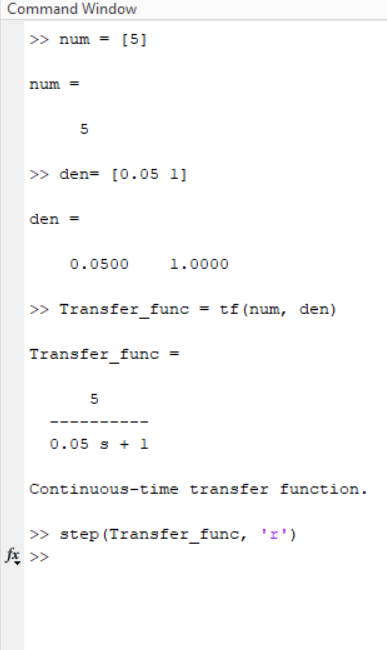 Command Window
>> num = [5]
num =
5
>> den= [0.05 1]
den =
0.0500    1.0000
>> Transfer_func = tf(num, den)
Transfer_func =
5
----------
0.05 s + 1
Continuous-time transfer function.
>> step(Transfer_func, 'r')
fx >>